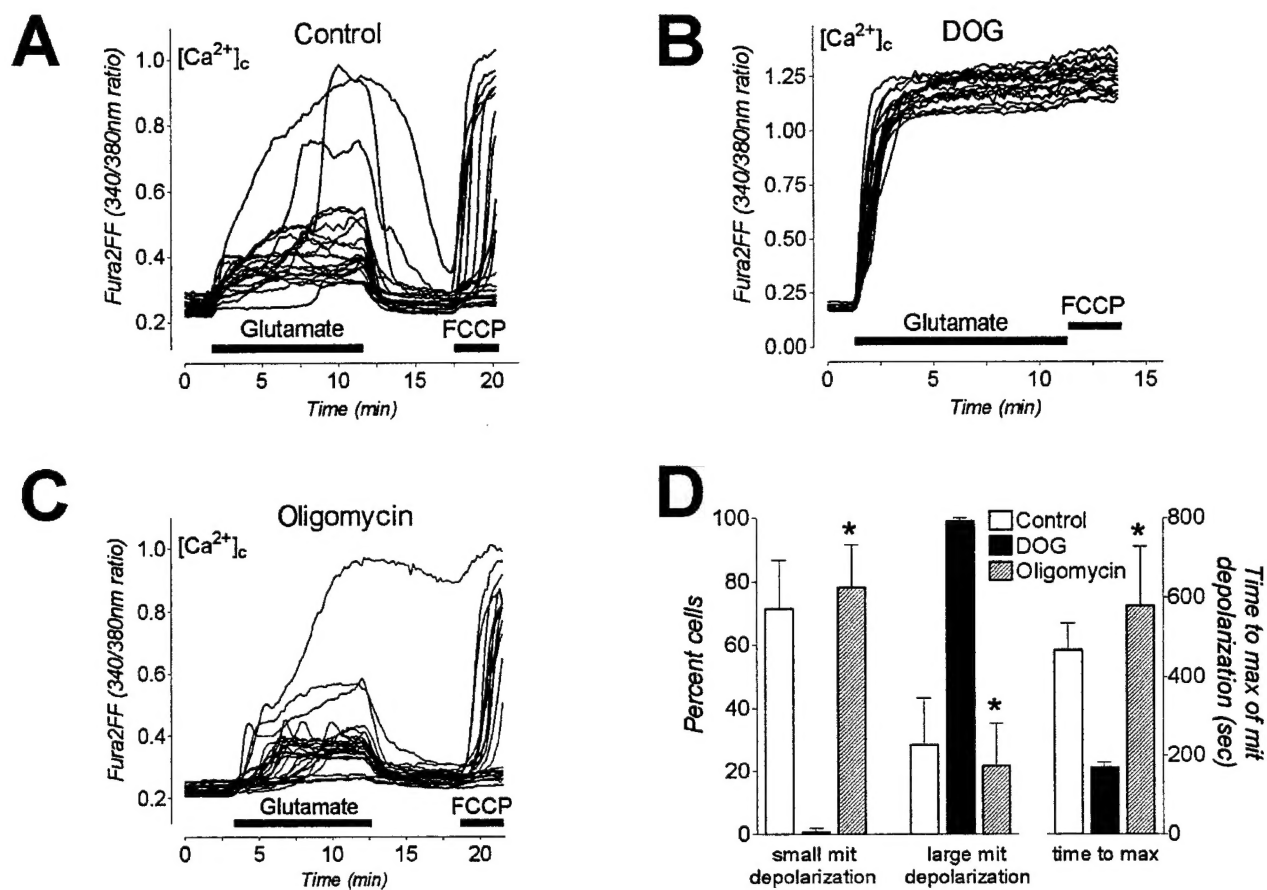 A
Control
[Ca²⁺]c
Fura2FF (340/380nm ratio)
1.0
0.8
0.6
0.4
0.2
Glutamate
FCCP
0 5 10 15 20
Time (min)
B
DOG
[Ca²⁺]c
Fura2FF (340/380nm ratio)
1.25
1.00
0.75
0.50
0.25
0.00
Glutamate
FCCP
0 5 10 15
Time (min)
C
Oligomycin
[Ca²⁺]c
Fura2FF (340/380nm ratio)
1.0
0.8
0.6
0.4
0.2
Glutamate
FCCP
0 5 10 15 20
Time (min)
D
Percent cells
100
80
60
40
20
0
Control
DOG
Oligomycin
*
*
*
800
600
400
200
0
Time to max of mit
depolarization (sec)
small mit
depolarization
large mit
depolarization
time to max